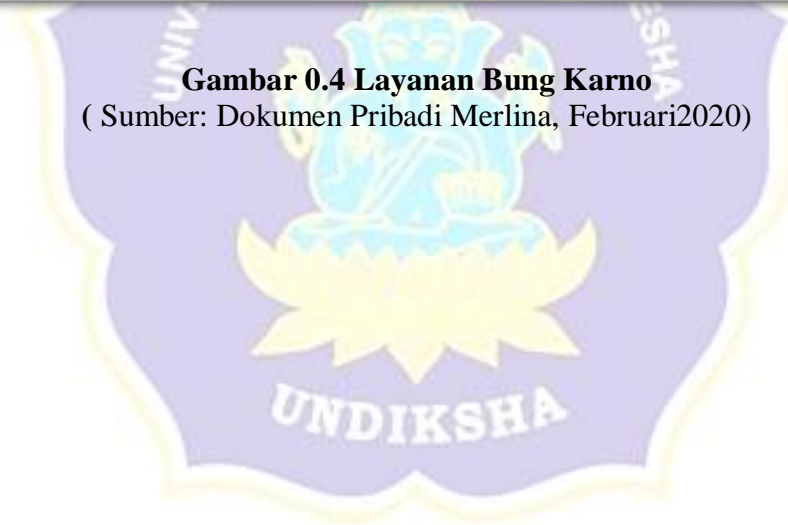 Gambar 0.4 Layanan Bung Karno
( Sumber: Dokumen Pribadi Merlina, Februari2020)
UNDIKSHA